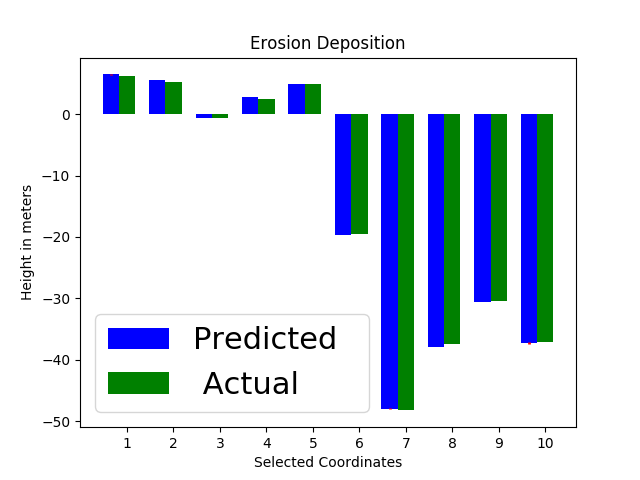 Erosion Deposition
Height in meters
0
−10
−20
−30
−40
−50
Predicted
Actual
1 2 3 4 5 6 7 8 9 10
Selected Coordinates